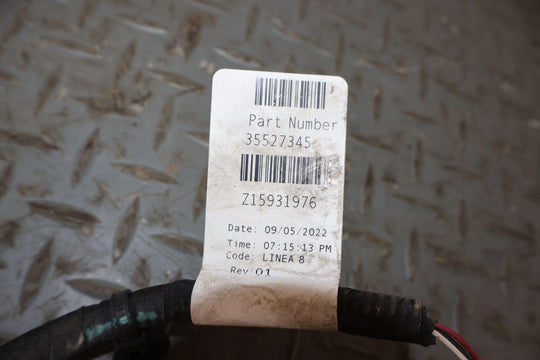 Part Number
35527345
Z15931976
Date: 09/05/2022
Time: 07:15:13 PM
Code: LINEA 8
Rev: 01